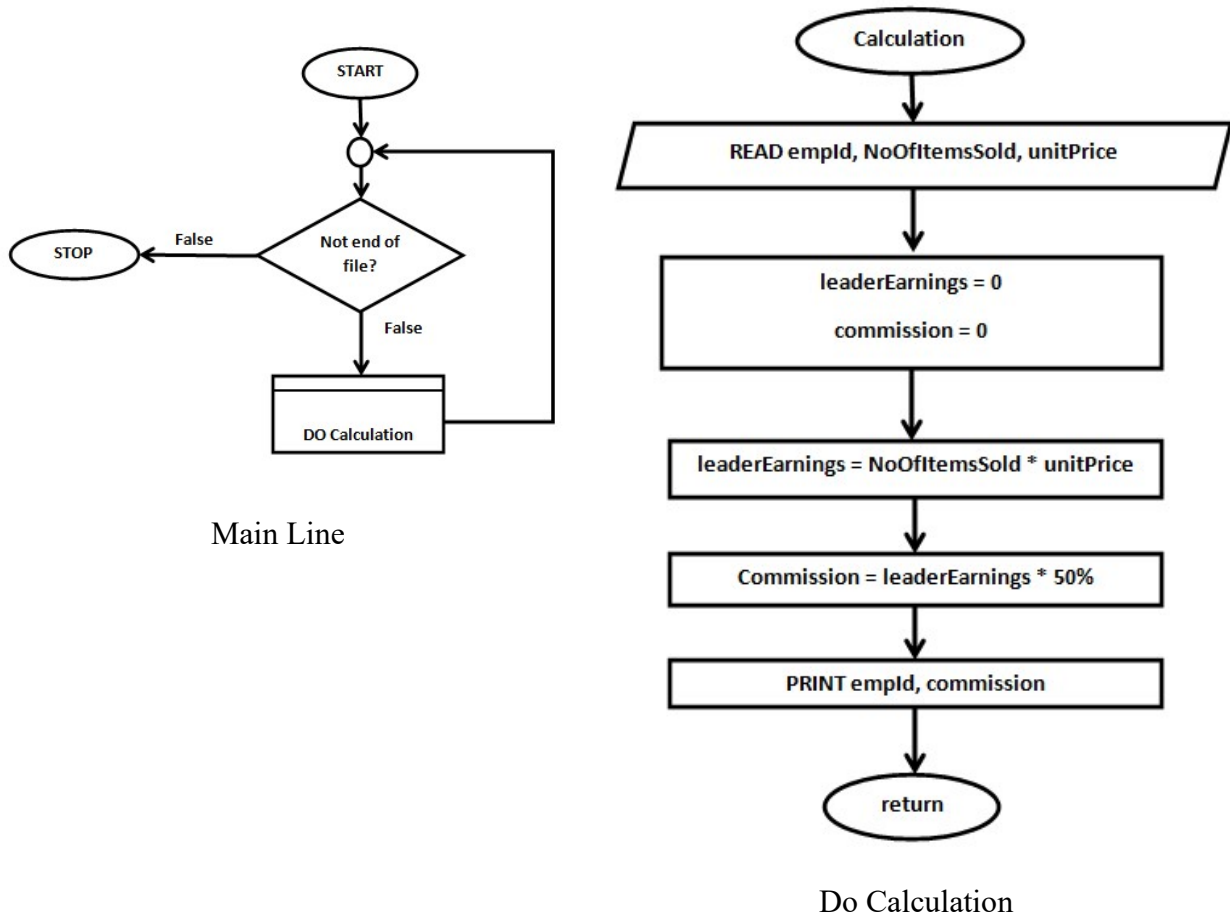 START
Not end of
file?
False
STOP
False
DO Calculation
Main Line
Calculation
READ empId, NoOfItemsSold, unitPrice
leaderEarnings = 0
commission = 0
leaderEarnings = NoOfItemsSold * unitPrice
Commission = leaderEarnings * 50%
PRINT empId, commission
return
Do Calculation